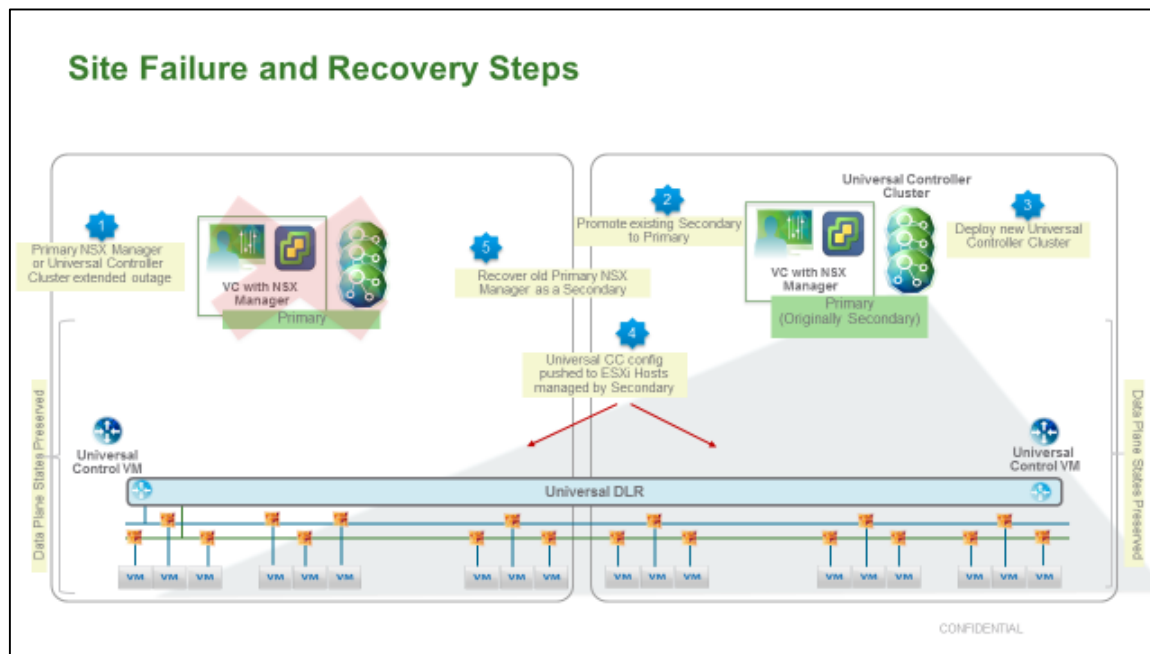 Site Failure and Recovery Steps
1
Primary NSX Manager
or Universal Controller
Cluster extended outage
VC with NSX
Manager
Primary
5
Recover old Primary NSX
Manager as a Secondary
2
Promote existing Secondary
to Primary
VC with NSX
Manager
Primary
(Originally Secondary)
Universal Controller
Cluster
3
Deploy new Universal
Controller Cluster
4
Universal CC config
pushed to ESXi Hosts
managed by Secondary
Data Plane States Preserved
Universal
Control VM
Universal DLR
Universal
Control VM
Data Plane States Preserved
VM VM VM VM VM VM VM VM VM VM VM VM VM VM VM VM VM VM
CONFIDENTIAL